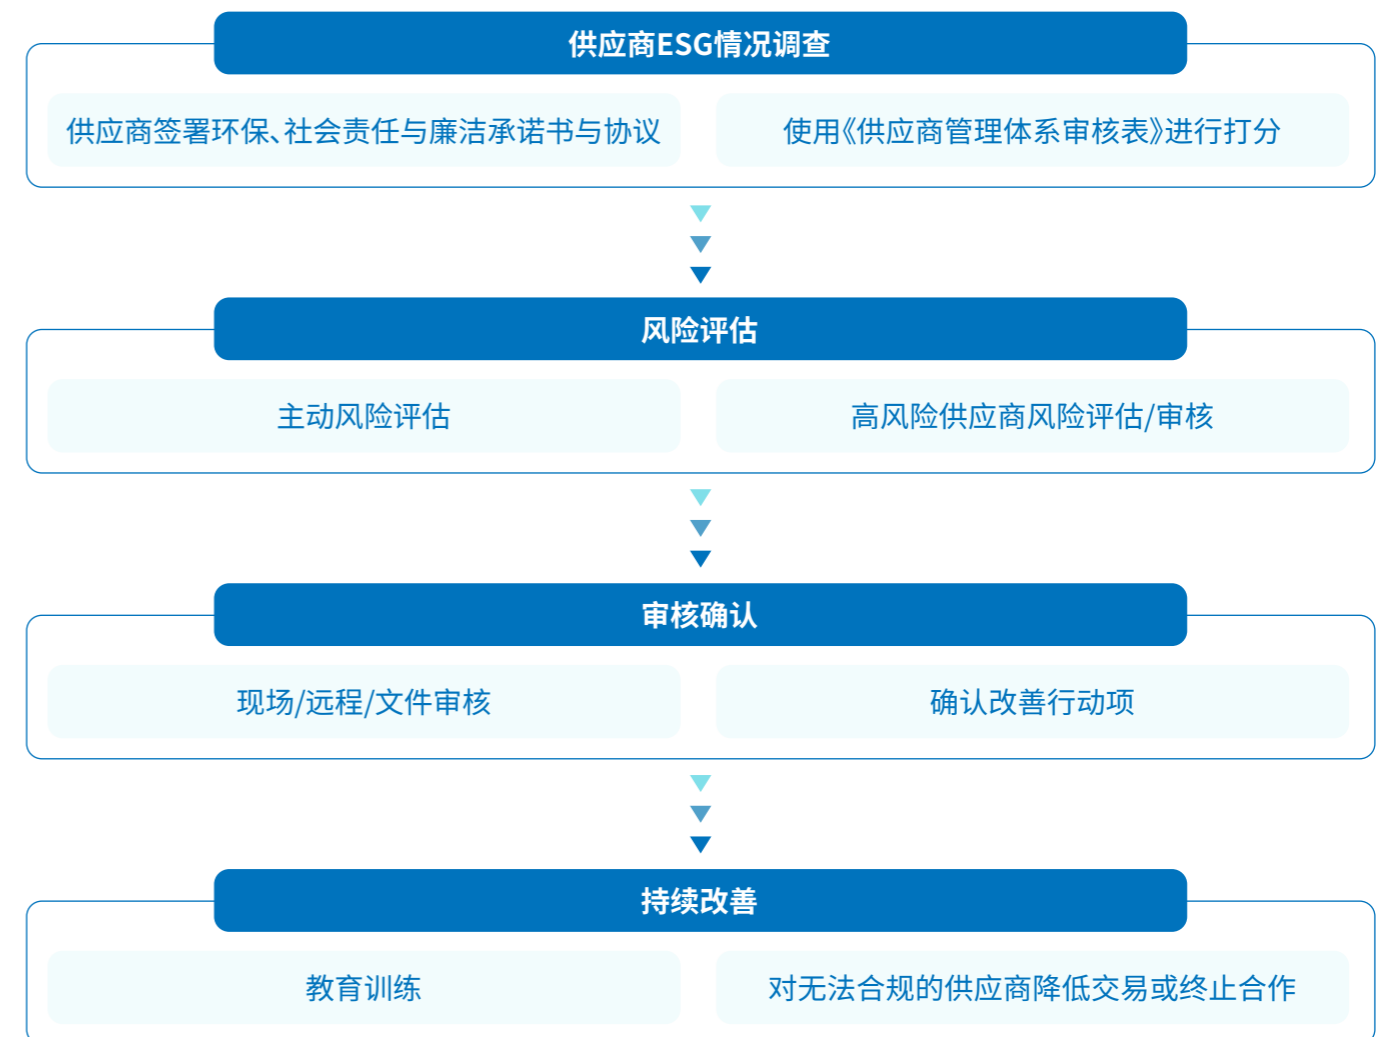 供应商ESG情况调查
供应商签署环保、社会责任与廉洁承诺书与协议
使用《供应商管理体系审核表》进行打分
风险评估
主动风险评估
高风险供应商风险评估/审核
审核确认
现场/远程/文件审核
确认改善行动项
持续改善
教育训练
对无法合规的供应商降低交易或终止合作